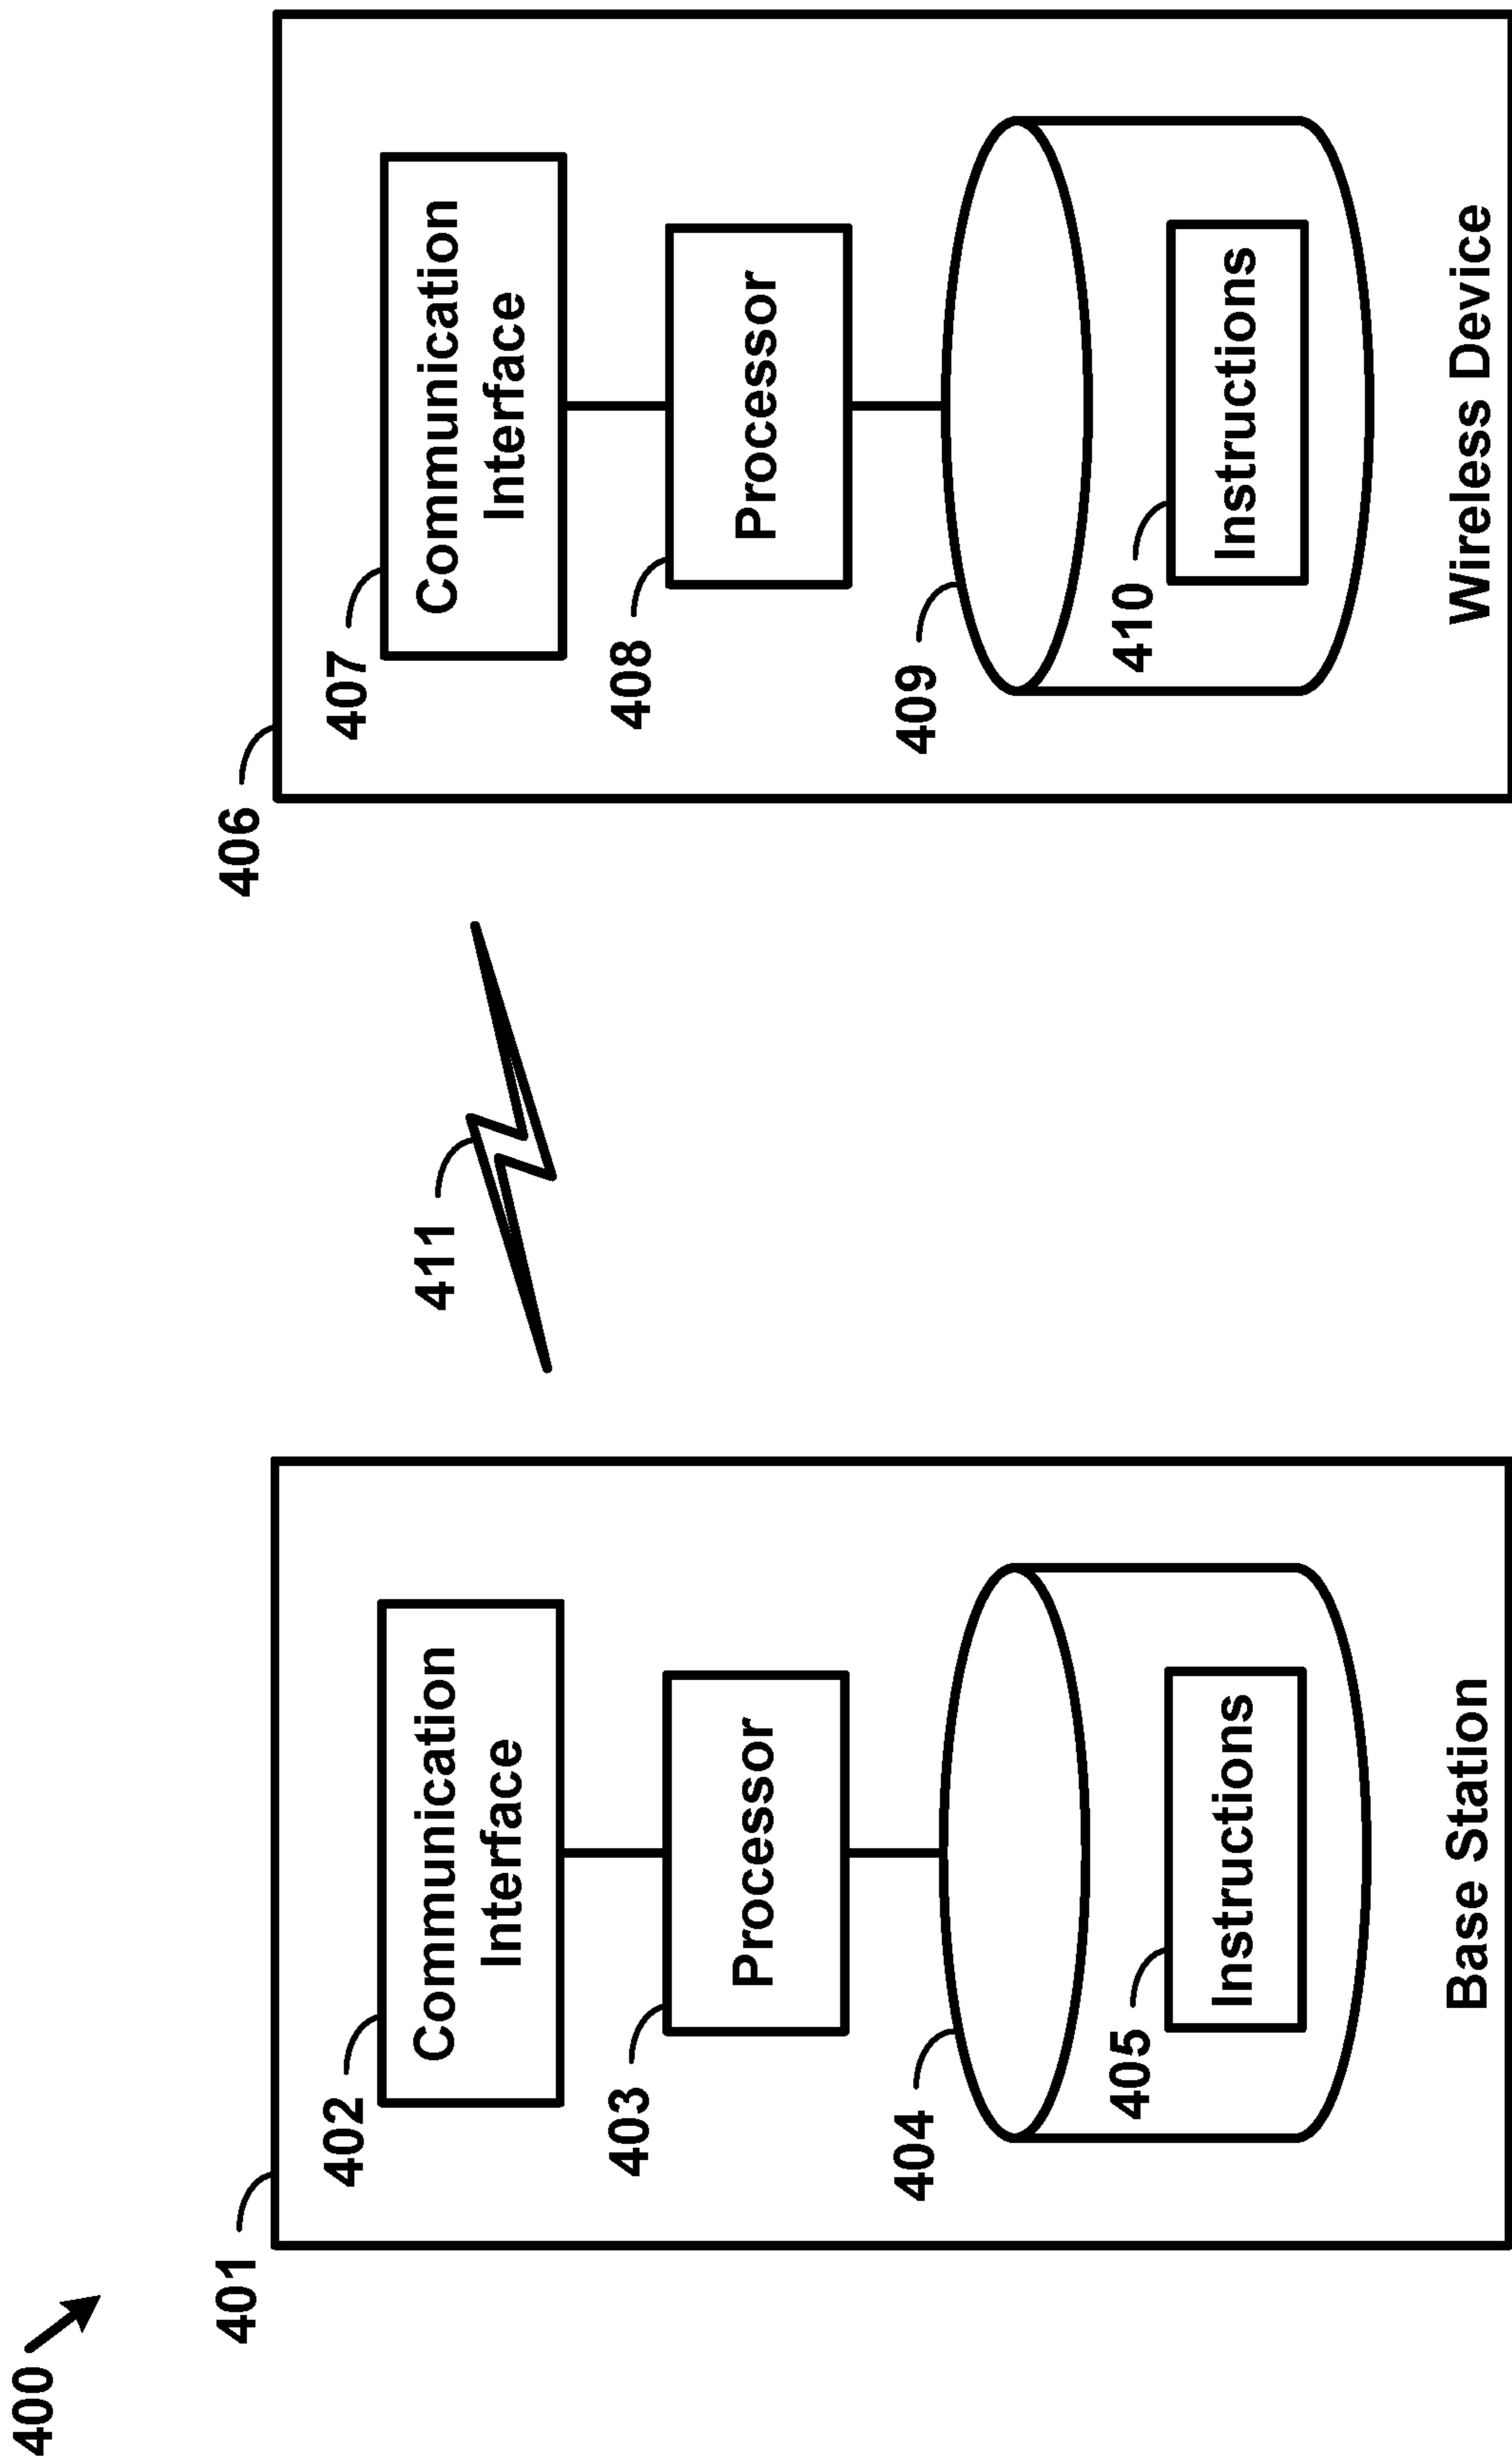 400
401
402
Communication
Interface
403
Processor
404
405
Instructions
Base Station
411
406
407
Communication
Interface
408
Processor
409
410
Instructions
Wireless Device